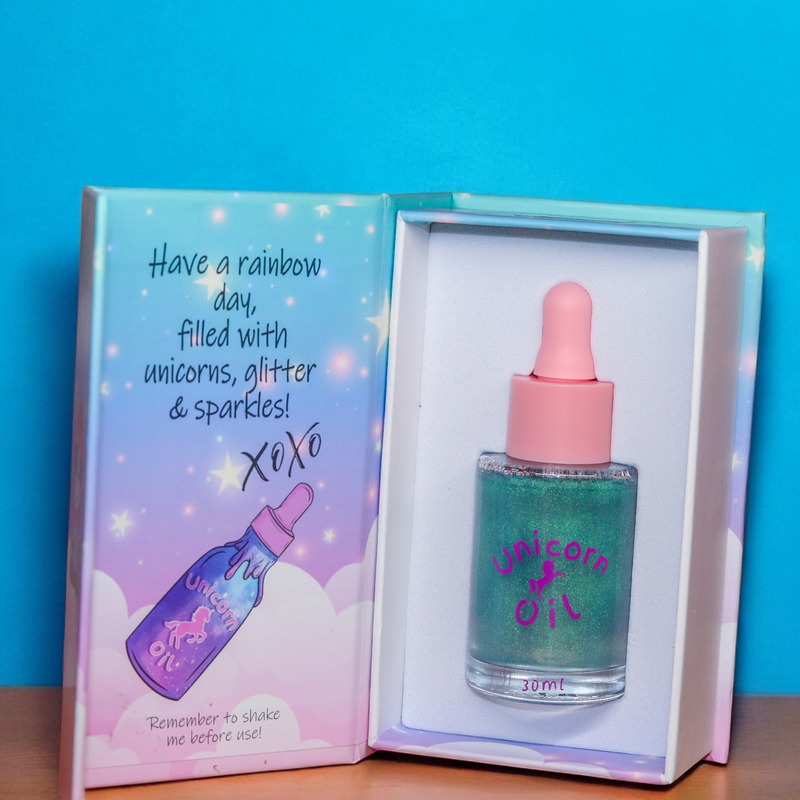 Have a rainbow
day,
filled with
unicorns, glitter
& sparkles!
XOXO
Unicorn
Oil
Remember to shake
me before use!
Unicorn
Oil
30ml